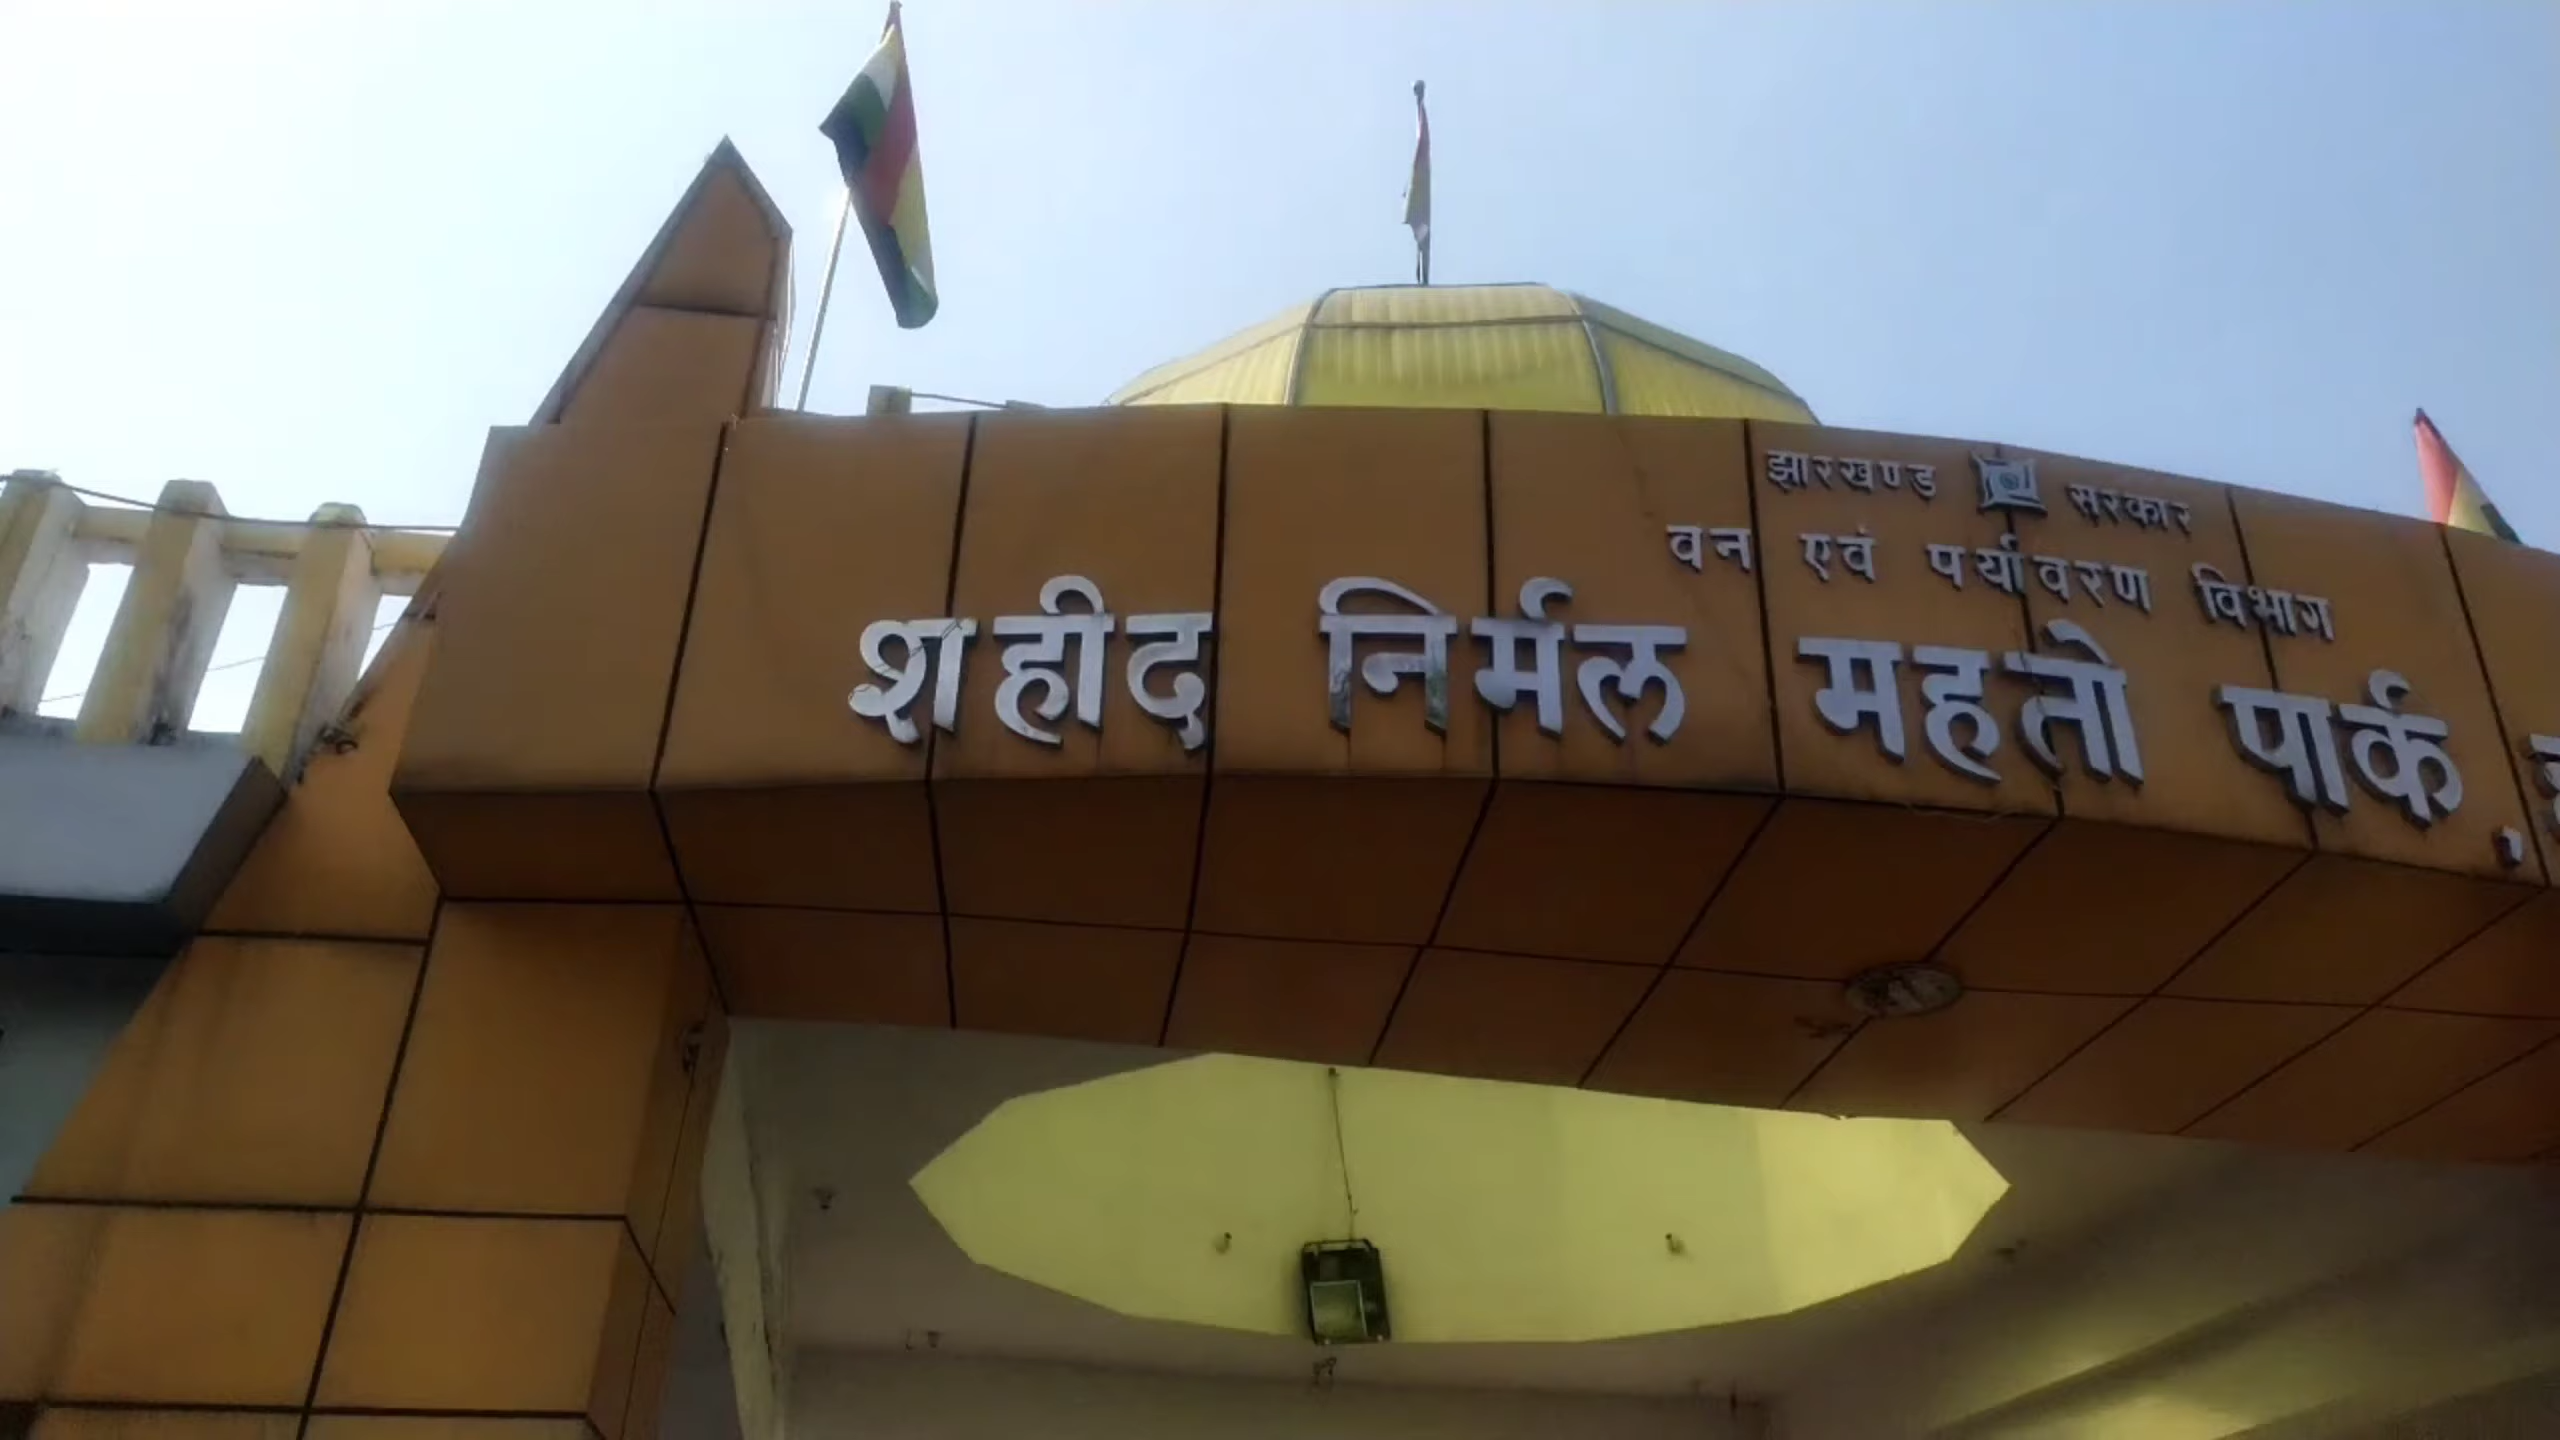 झारखण्ड सरकार
वन एवं पर्यावरण विभाग
शहीद निर्मल महतो पार्क,